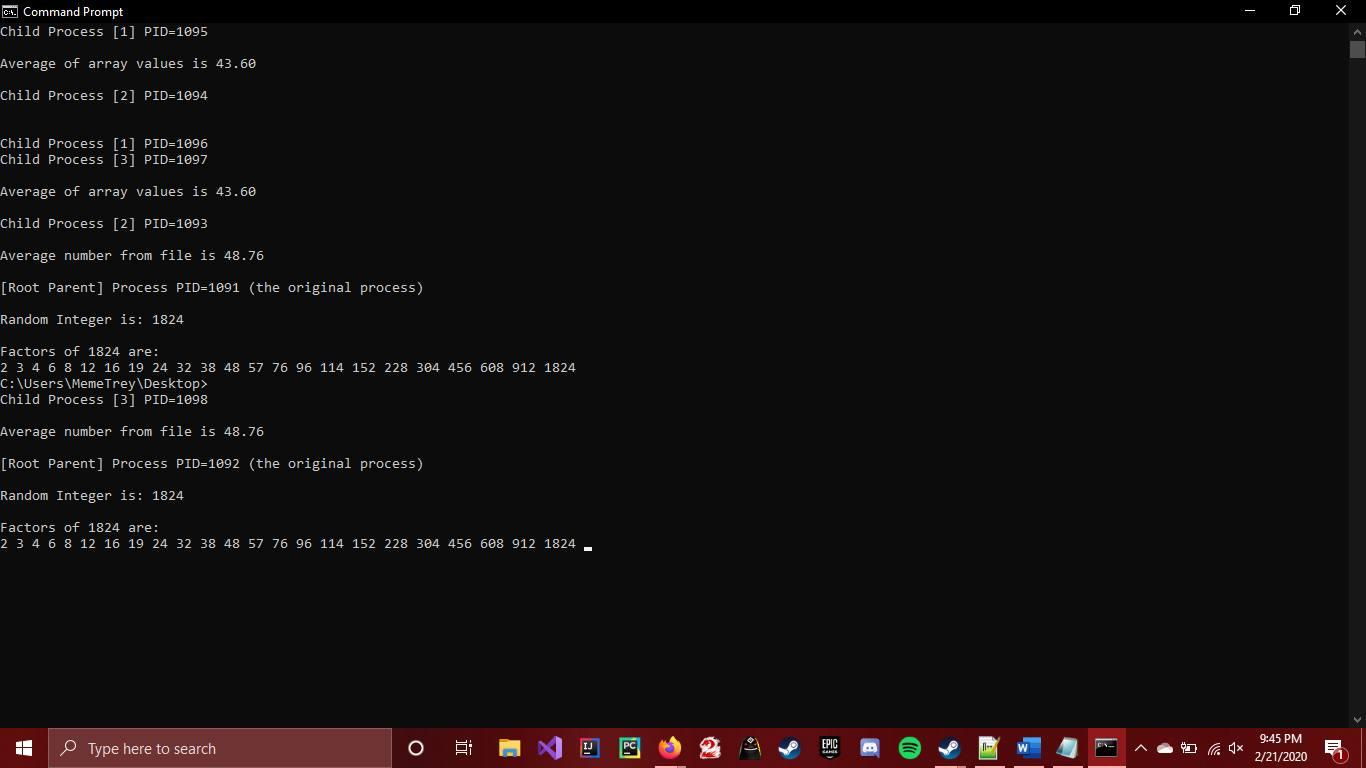 Command Prompt
Child Process [1] PID=1095
Average of array values is 43.60
Child Process [2] PID=1094
Child Process [1] PID=1096
Child Process [3] PID=1097
Average of array values is 43.60
Child Process [2] PID=1093
Average number from file is 48.76
[Root Parent] Process PID=1091 (the original process)
Random Integer is: 1824
Factors of 1824 are:
2 3 4 6 8 12 16 19 24 32 38 48 57 76 96 114 152 228 304 456 608 912 1824
C:\Users\MemeTrey\Desktop>
Child Process [3] PID=1098
Average number from file is 48.76
[Root Parent] Process PID=1092 (the original process)
Random Integer is: 1824
Factors of 1824 are:
2 3 4 6 8 12 16 19 24 32 38 48 57 76 96 114 152 228 304 456 608 912 1824
Type here to search
9:45 PM
2/21/2020
1